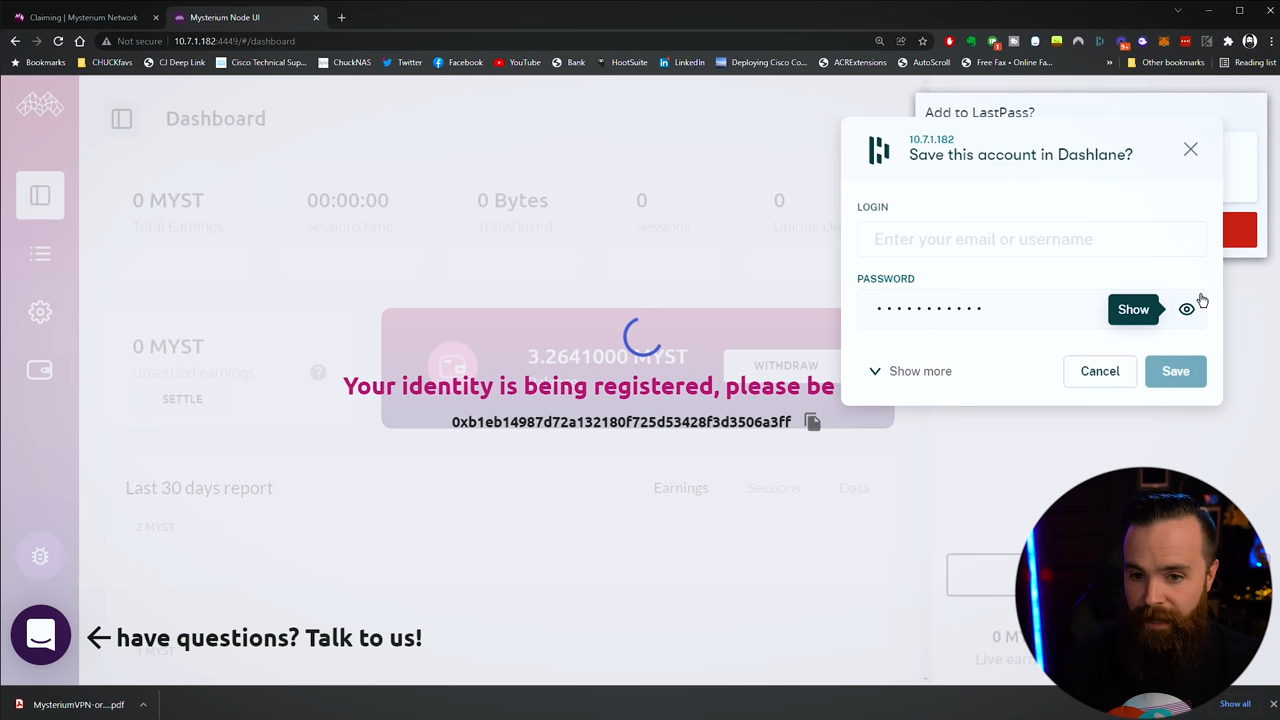 Claiming | Mysterium Network
Mysterium Node UI
Not secure
10.7.1.182:4449/#/dashboard
1
9+
Bookmarks
CHUCKfavs
CJ Deep Link
Cisco Technical Sup...
ChuckNAS
Twitter
Facebook
YouTube
Bank
HootSuite
LinkedIn
Deploying Cisco Co...
ACRExtensions
AutoScroll
Free Fax • Online Fa...
»
Other bookmarks
Reading list
Dashboard
0 MYST
Total Earnings
00:00:00
Sessions time
0 Bytes
Transferred
0
Sessions
0
Unique cli
0 MYST
Unsettled earnings
?
SETTLE
3.2641000 MYST
WITHDRAW
Your identity is being registered, please be
0xb1eb14987d72a132180f725d53428f3d3506a3ff
Last 30 days report
Earnings
Sessions
Data
2 MYST
1 MYST
have questions? Talk to us!
0 M
Live earn
Add to LastPass?
10.7.1.182
Save this account in Dashlane?
LOGIN
Enter your email or username
PASSWORD
• • • • • • • • • • •
Show
Show more
Cancel
Save
MysteriumVPN-or....pdf
Show all